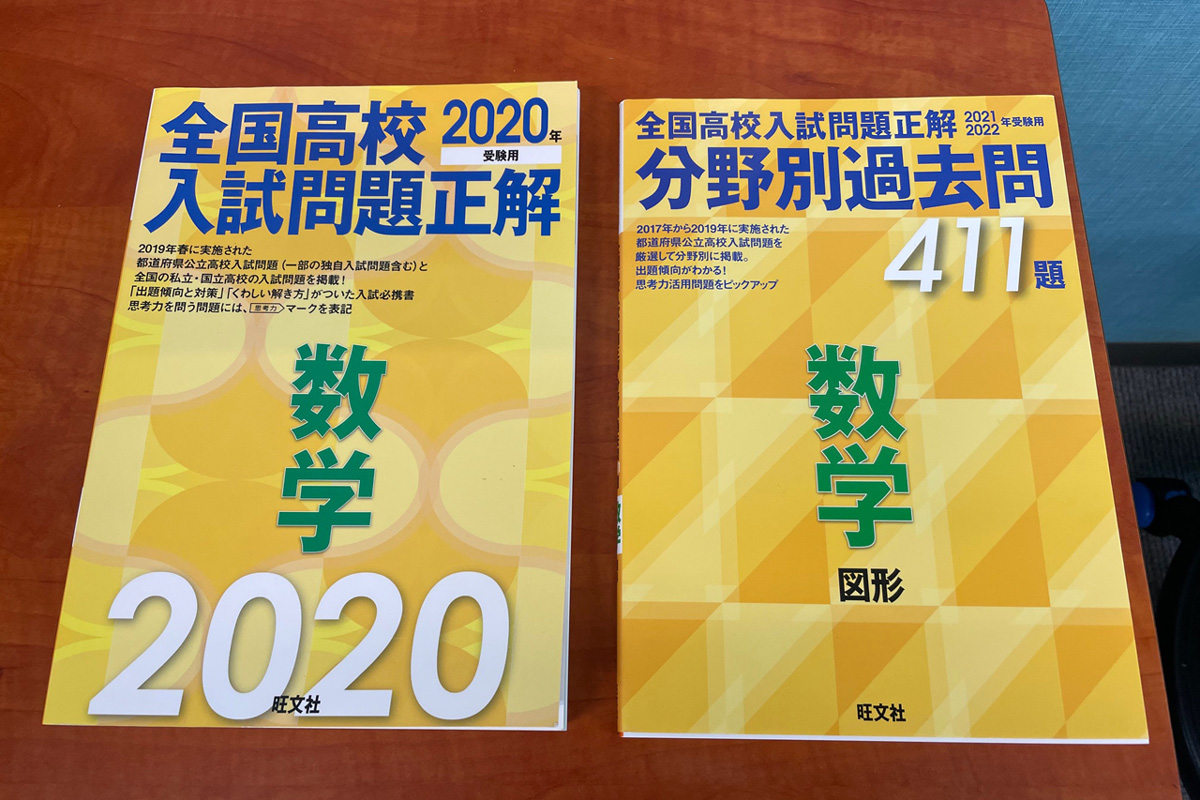 全国高校
2020年
受験用
入試問題正解
2019年春に実施された
都道府県公立高校入試問題(一部の独自入試問題含む)と
全国の私立・国立高校の入試問題を掲載!
「出題傾向と対策」「くわしい解き方」がついた入試必携書
思考力を問う問題には、思考力マークを表記
数
学
2020
旺文社
全国高校入試問題正解
2021
2022
年受験用
分野別過去問
411題
2017年から2019年に実施された
都道府県公立高校入試問題を
厳選して分野別に掲載。
出題傾向がわかる!
思考力活用問題をピックアップ
数
学
図形
旺文社